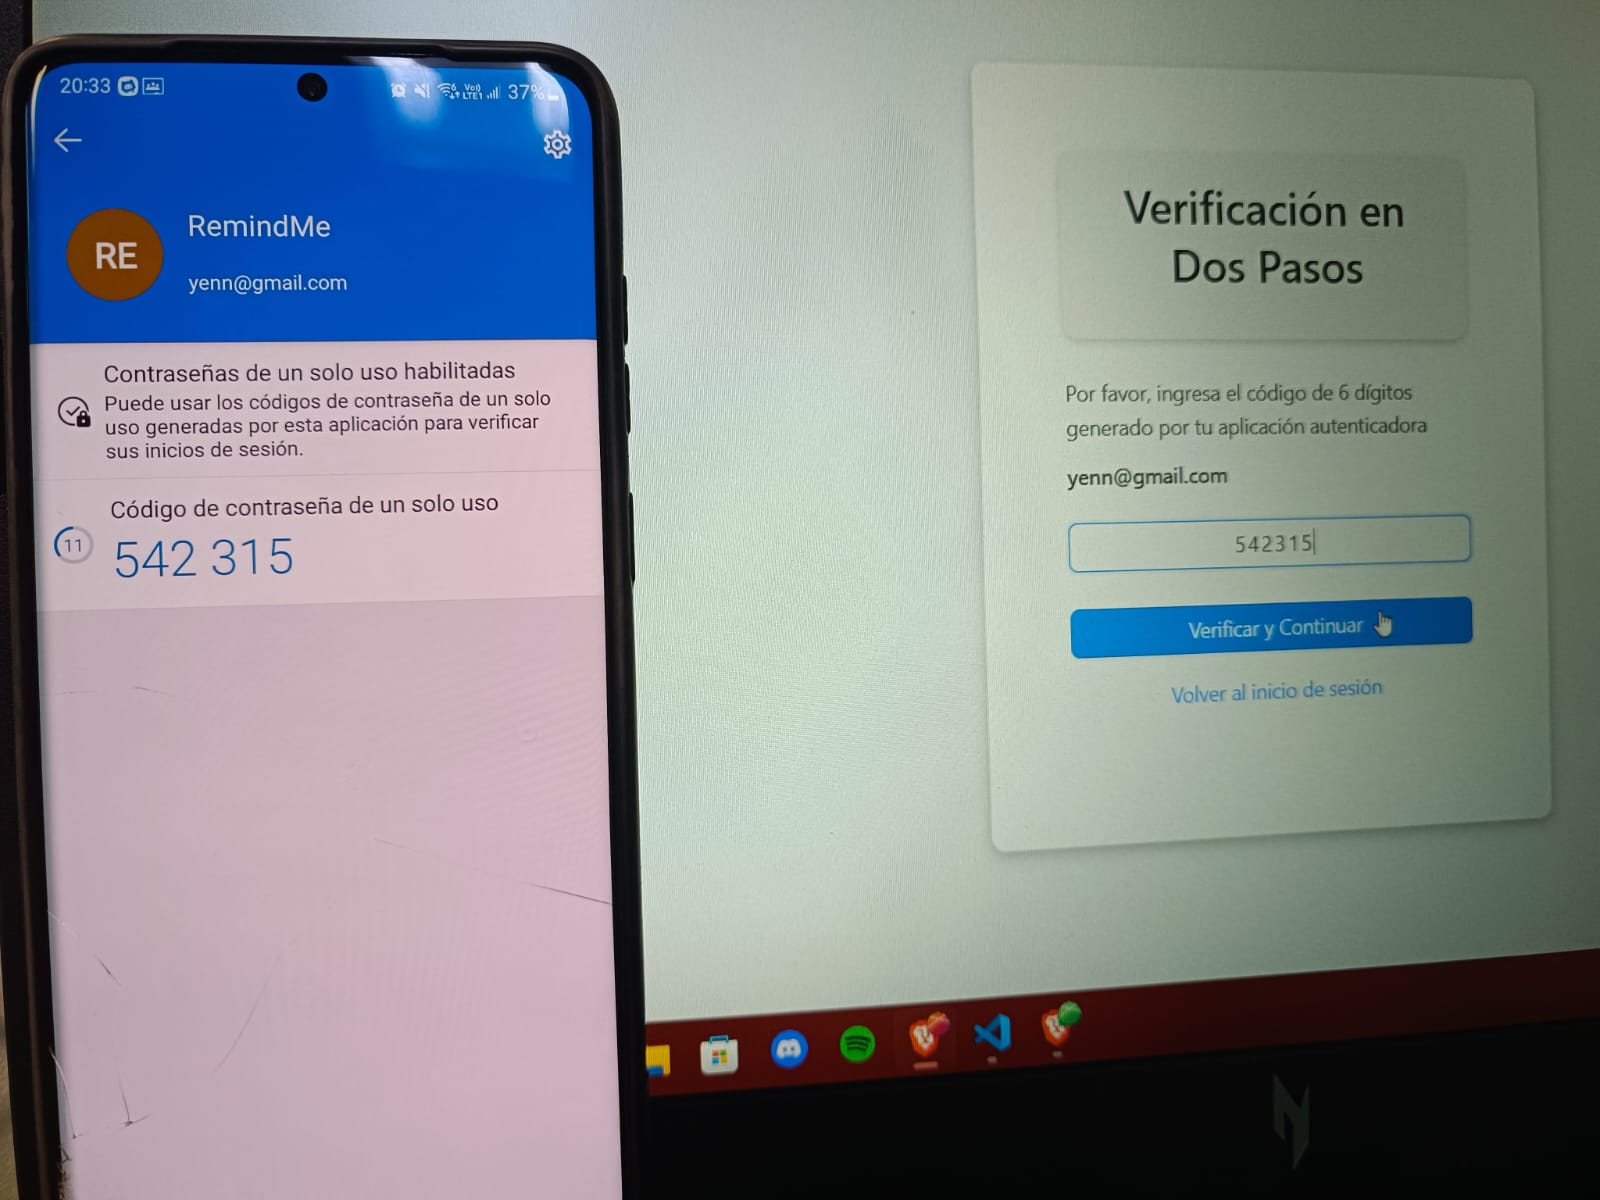 20:33
Vo)
LTE1
37%
RE
RemindMe
yenn@gmail.com
Contraseñas de un solo uso habilitadas
Puede usar los códigos de contraseña de un solo
uso generadas por esta aplicación para verificar
sus inicios de sesión.
Código de contraseña de un solo uso
11
542 315
Verificación en
Dos Pasos
Por favor, ingresa el código de 6 dígitos
generado por tu aplicación autenticadora
yenn@gmail.com
542315
Verificar y Continuar
Volver al inicio de sesión